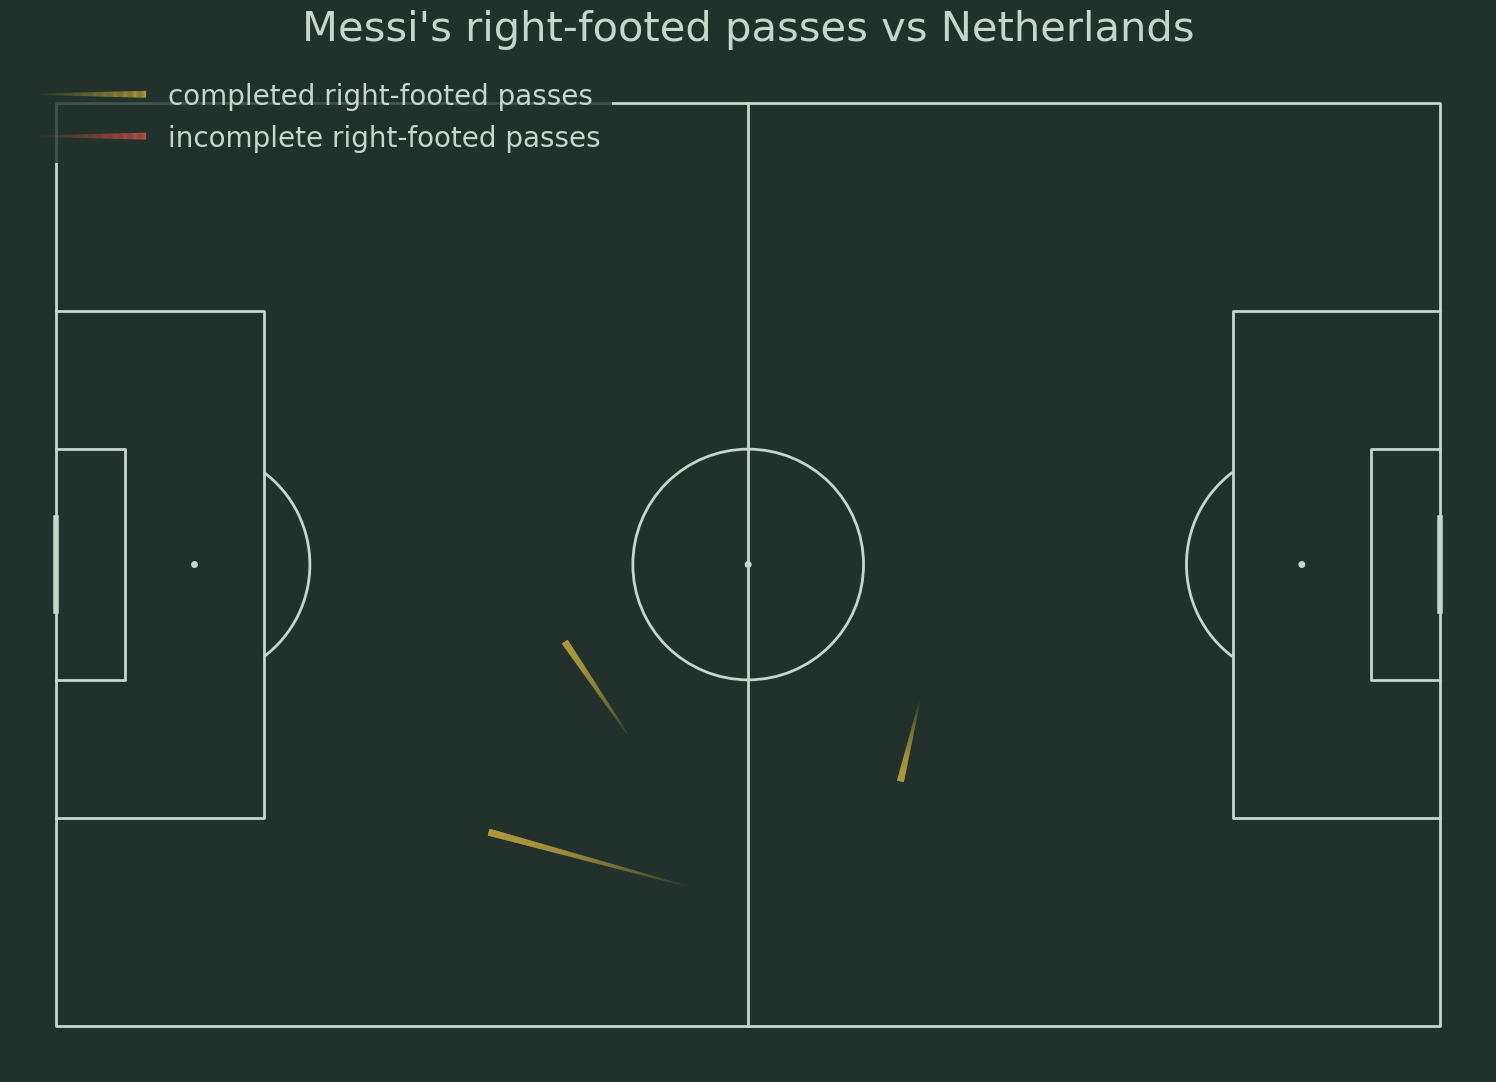 Messi's right-footed passes vs Netherlands
completed right-footed passes
incomplete right-footed passes